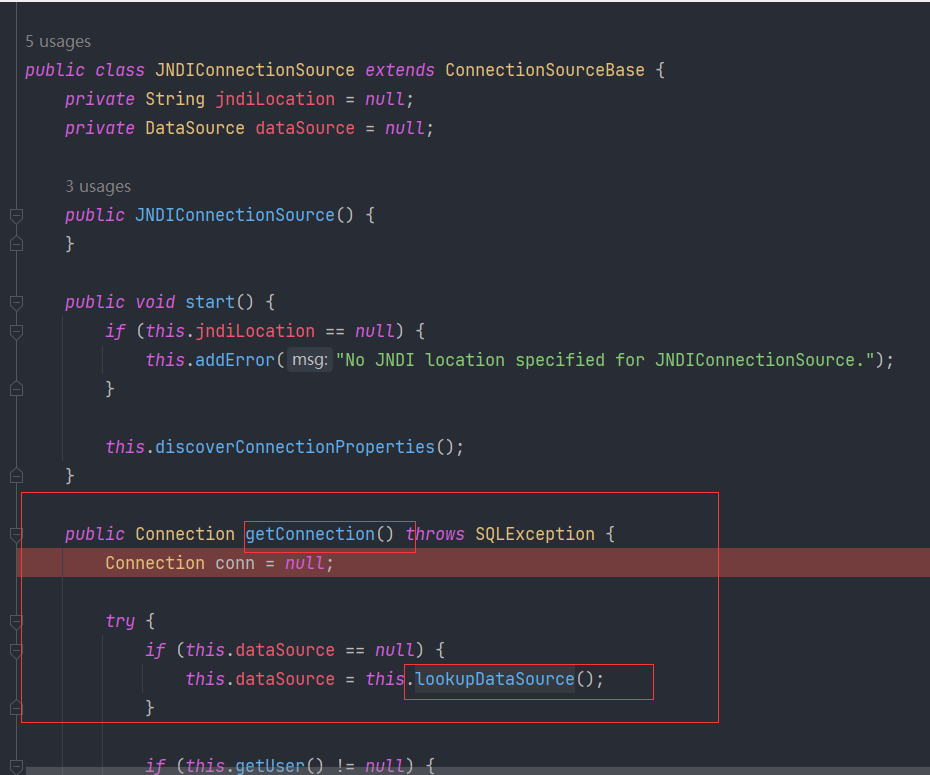 5 usages
public class JNDIConnectionSource extends ConnectionSourceBase {
private String jndiLocation = null;
private DataSource dataSource = null;
3 usages
public JNDIConnectionSource() {
}
public void start() {
if (this.jndiLocation == null) {
this.addError( msg: "No JNDI location specified for JNDIConnectionSource.");
}
this.discoverConnectionProperties();
}
public Connection getConnection() throws SQLException {
Connection conn = null;
try {
if (this.dataSource == null) {
this.dataSource = this.lookupDataSource();
}
if (this.getUser() != null) {